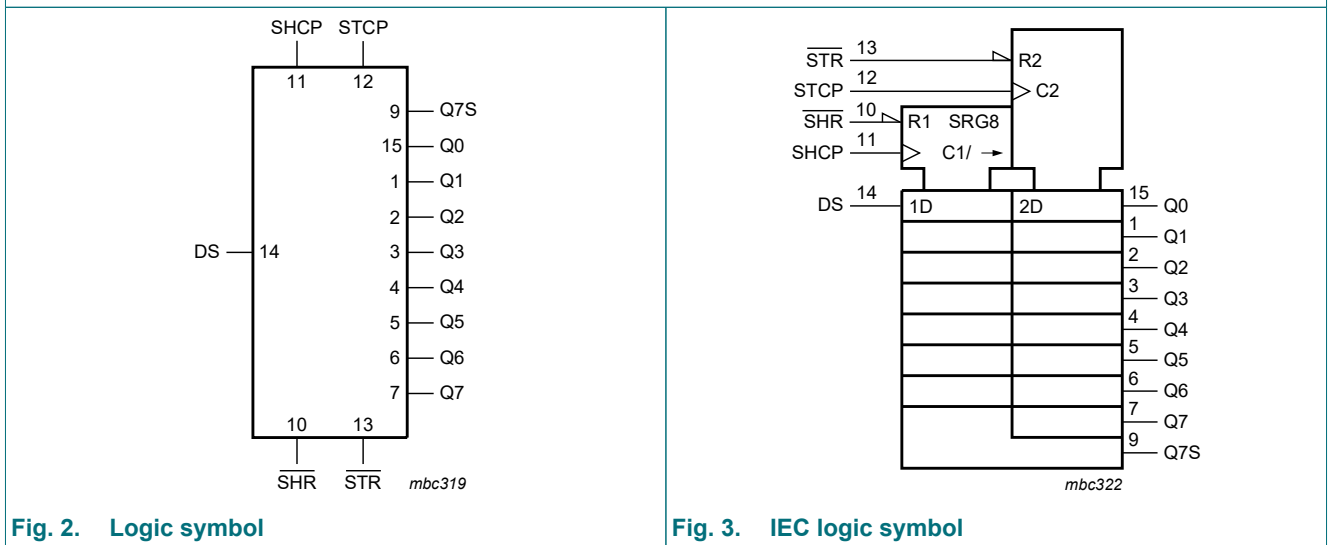 SHCP STCP
11 12
9 Q7S
15 Q0
1 Q1
2 Q2
DS 14 3 Q3
4 Q4
5 Q5
6 Q6
7 Q7
10 13
SHR STR mbc319
Fig. 2. Logic symbol
STR 13 R2
STCP 12 C2
SHR 10 R1 SRG8
SHCP 11 C1/ →
DS 14 1D 2D 15 Q0
1 Q1
2 Q2
3 Q3
4 Q4
5 Q5
6 Q6
7 Q7
9 Q7S
mbc322
Fig. 3. IEC logic symbol